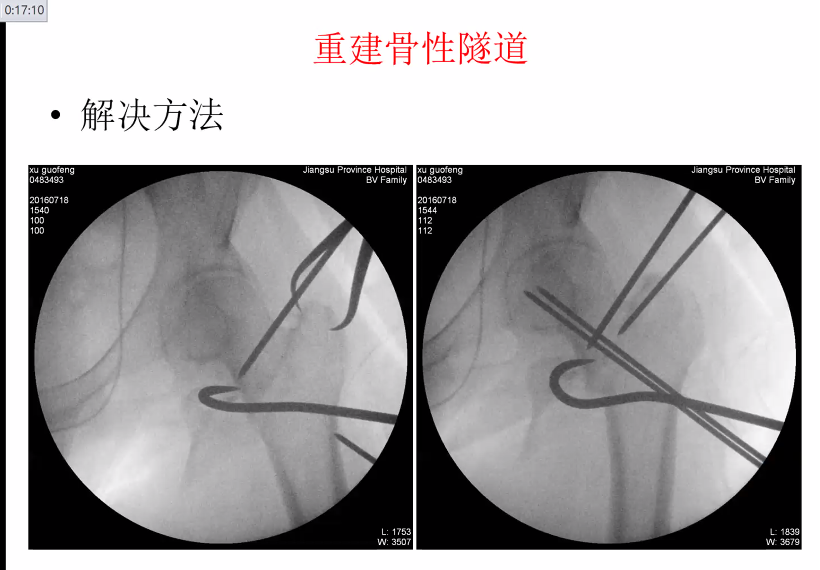 0:17:10
重建骨性隧道
• 解决方法
xu guofeng
0483493
Jiangsu Province Hospital
BV Family
20160718
1540
100
100
L: 1753
W: 3507
xu guofeng
0483493
Jiangsu Province Hospital
BV Family
20160718
1544
112
112
L: 1839
W: 3679